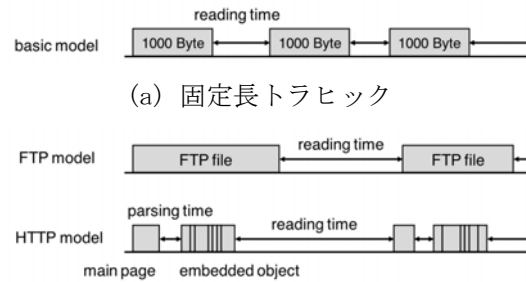 reading time
basic model 1000 Byte 1000 Byte 1000 Byte
(a) 固定長トラヒック
FTP model FTP file reading time FTP file
parsing time reading time
HTTP model
main page embedded object